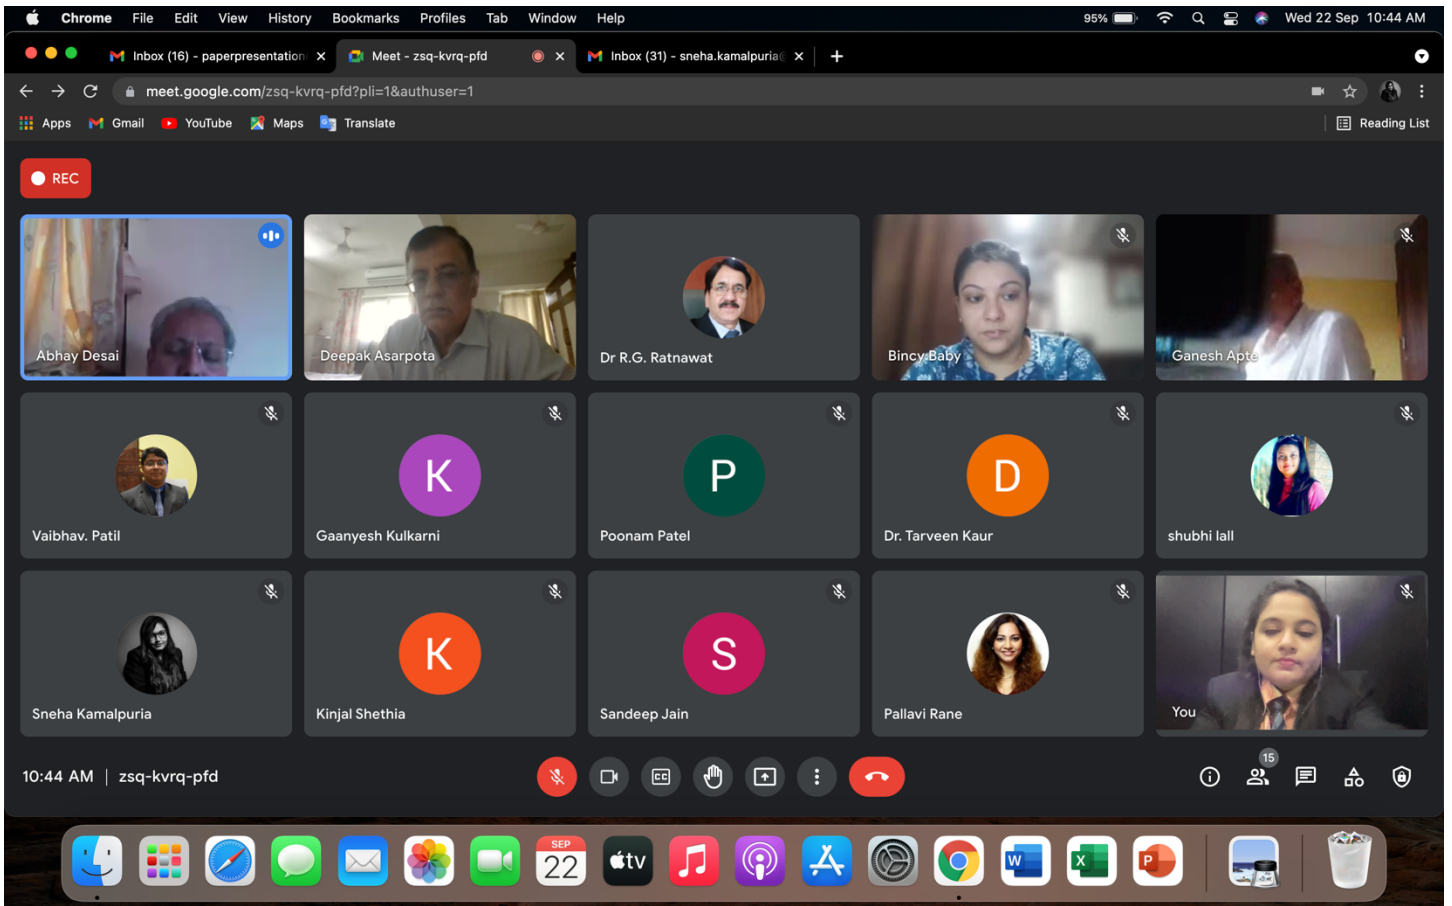 Chrome File Edit View History Bookmarks Profiles Tab Window Help 95% Wed 22 Sep 10:44 AM
Inbox (16) - paperpresentation Meet - zsq-kvrq-pfd Inbox (31) - sneha.kamalpuria@
meet.google.com/zsq-kvrq-pfd?pli=1&authuser=1
Apps Gmail YouTube Maps Translate Reading List
REC
Abhay Desai Deepak Asarpota Dr R.G. Ratnawat Bincy Baby Ganesh Apte
K P D
Vaibhav. Patil Gaanyesh Kulkarni Poonam Patel Dr. Tarveen Kaur shubhi lall
K S
Sneha Kamalpuria Kinjal Shethia Sandeep Jain Pallavi Rane You
10:44 AM | zsq-kvrq-pfd CC 15
SEP
22 tv W X P